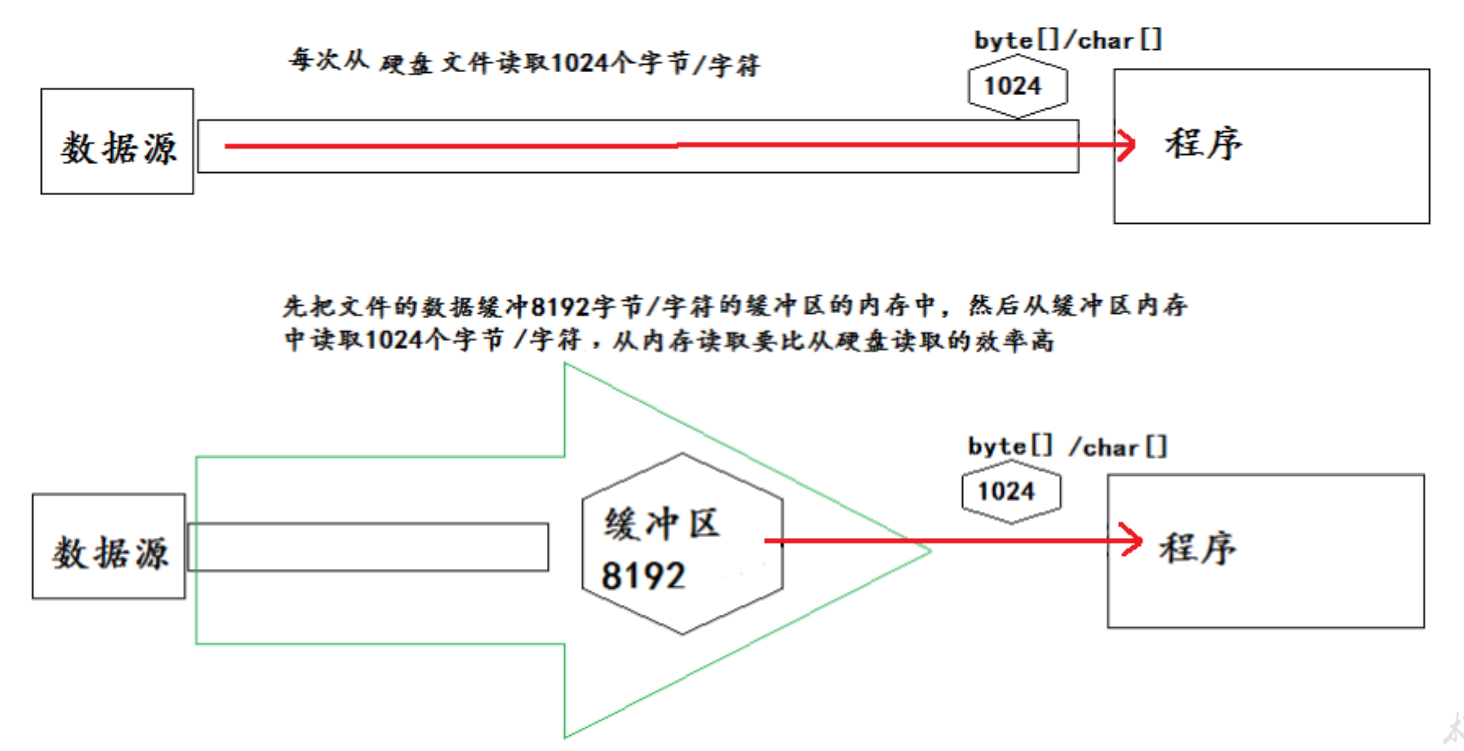 byte[]/char[]
每次从 硬盘 文件读取1024个字节/字符
1024
数据源
程序
先把文件的数据缓冲8192字节/字符的缓冲区的内存中，然后从缓冲区内存
中读取1024个字节 /字符，从内存读取要比从硬盘读取的效率高
byte[] /char[]
1024
缓冲区
8192
数据源
程序